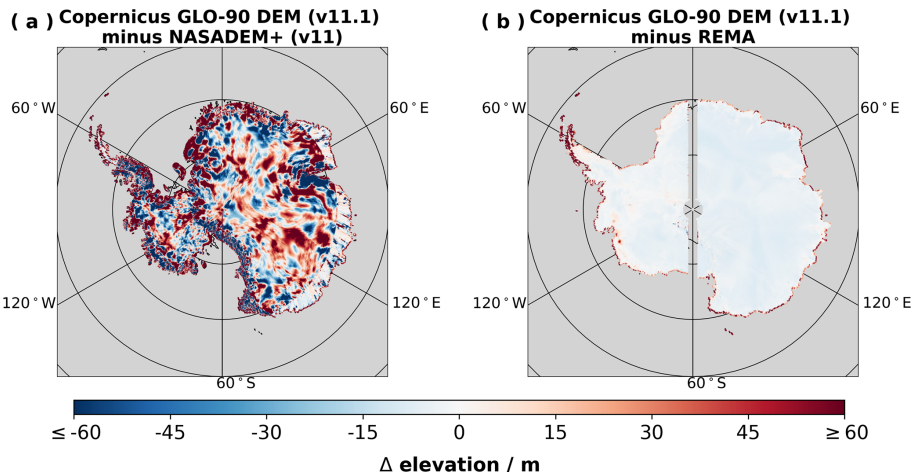 ( a ) Copernicus GLO-90 DEM (v11.1)
minus NASADEM+ (v11)
( b ) Copernicus GLO-90 DEM (v11.1)
minus REMA
60°W
60°E
120°W
120°E
60°S
60°W
60°E
120°W
120°E
60°S
≤ -60
-45
-30
-15
0
15
30
45
≥ 60
Δ elevation / m